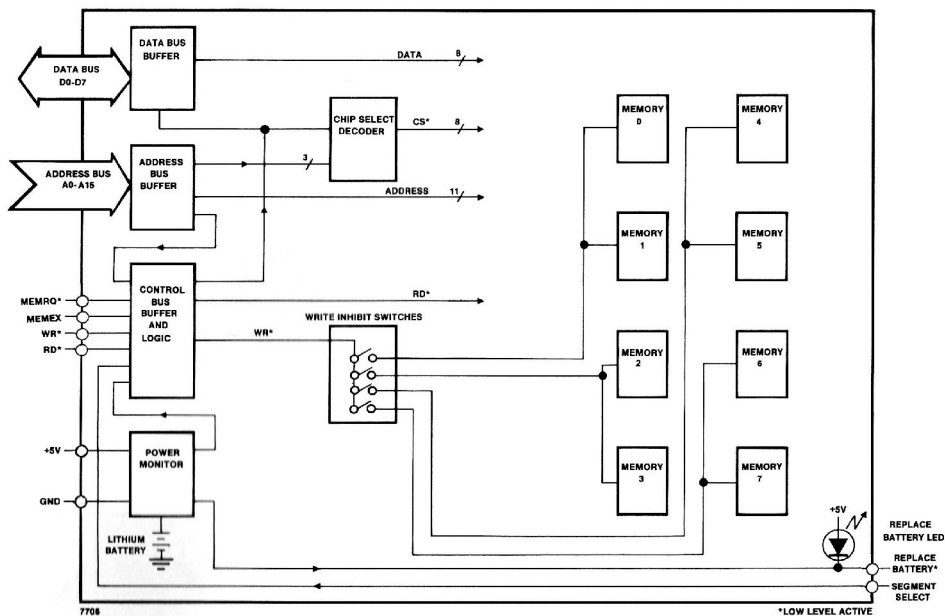 DATA BUS
D0-D7
DATA BUS
BUFFER
DATA
8
CHIP SELECT
DECODER
CS*
8
3
ADDRESS BUS
A0-A15
ADDRESS
BUS
BUFFER
ADDRESS
11
MEMORY
0
MEMORY
4
MEMORY
1
MEMORY
5
MEMORY
2
MEMORY
6
MEMORY
3
MEMORY
7
MEMRQ*
MEMEX
WR*
RD*
CONTROL
BUS
BUFFER
AND
LOGIC
RD*
WRITE INHIBIT SWITCHES
WR*
+5V
GND
POWER
MONITOR
LITHIUM
BATTERY
+5V
REPLACE
BATTERY LED
REPLACE
BATTERY*
SEGMENT
SELECT
7706
*LOW LEVEL ACTIVE